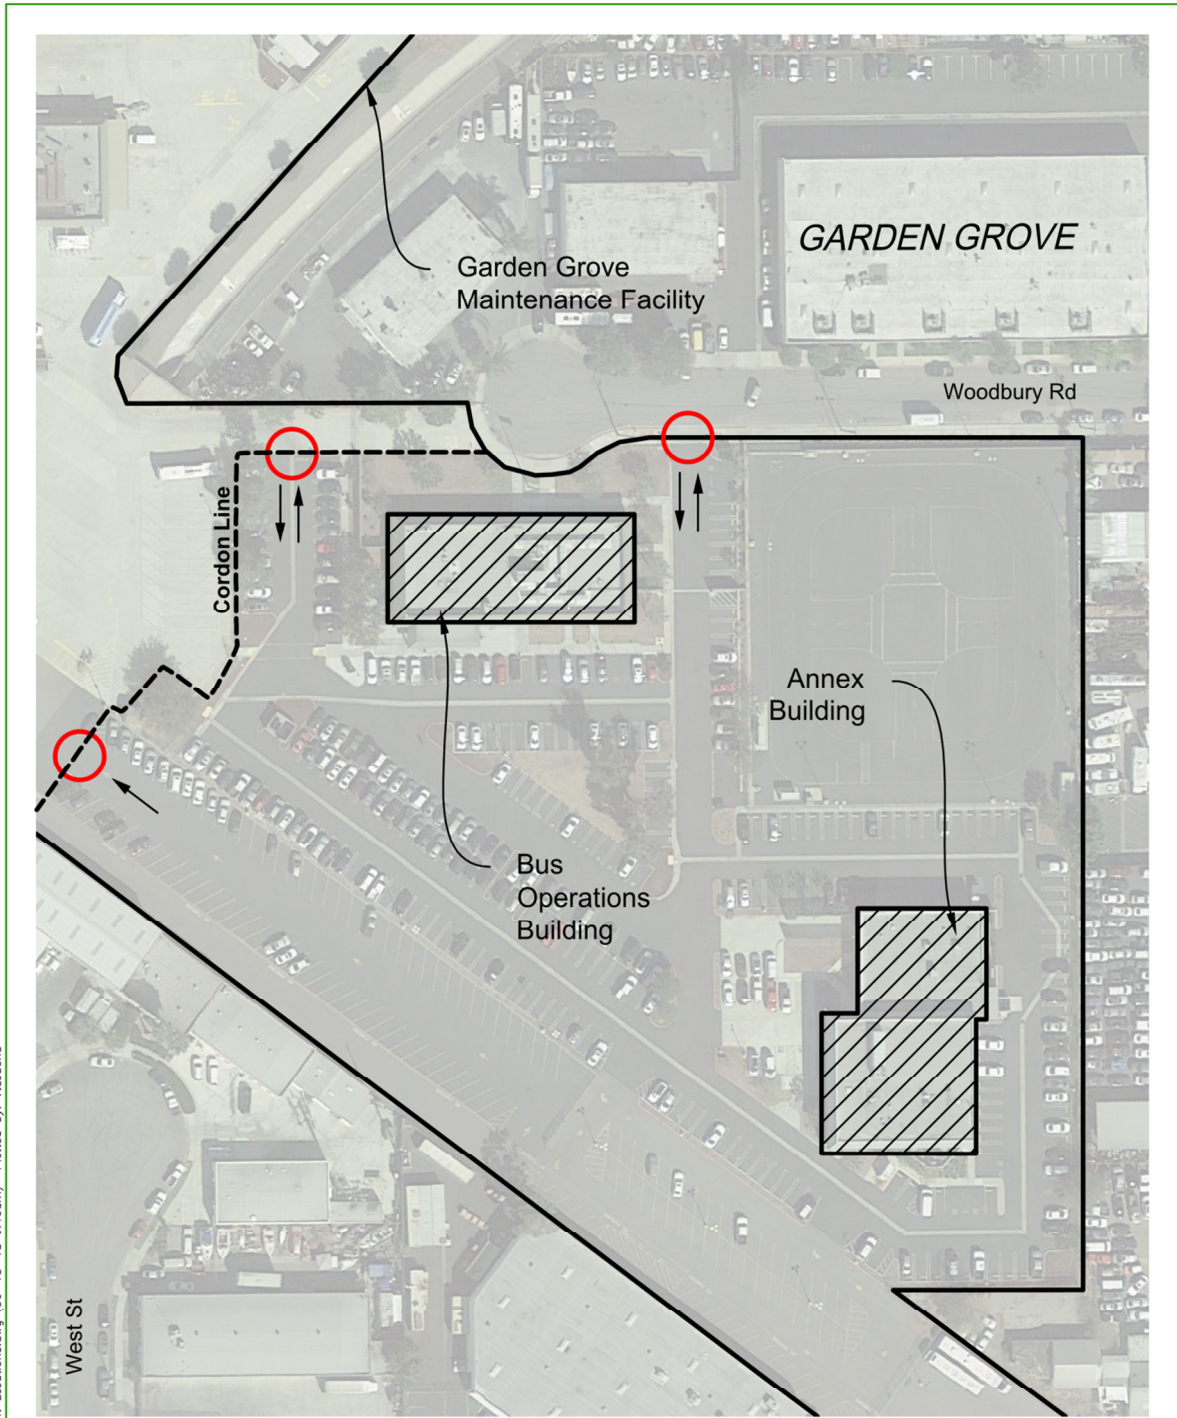 GARDEN GROVE
Garden Grove
Maintenance Facility
Woodbury Rd
Cordon Line
Annex
Building
Bus
Operations
Building
West St